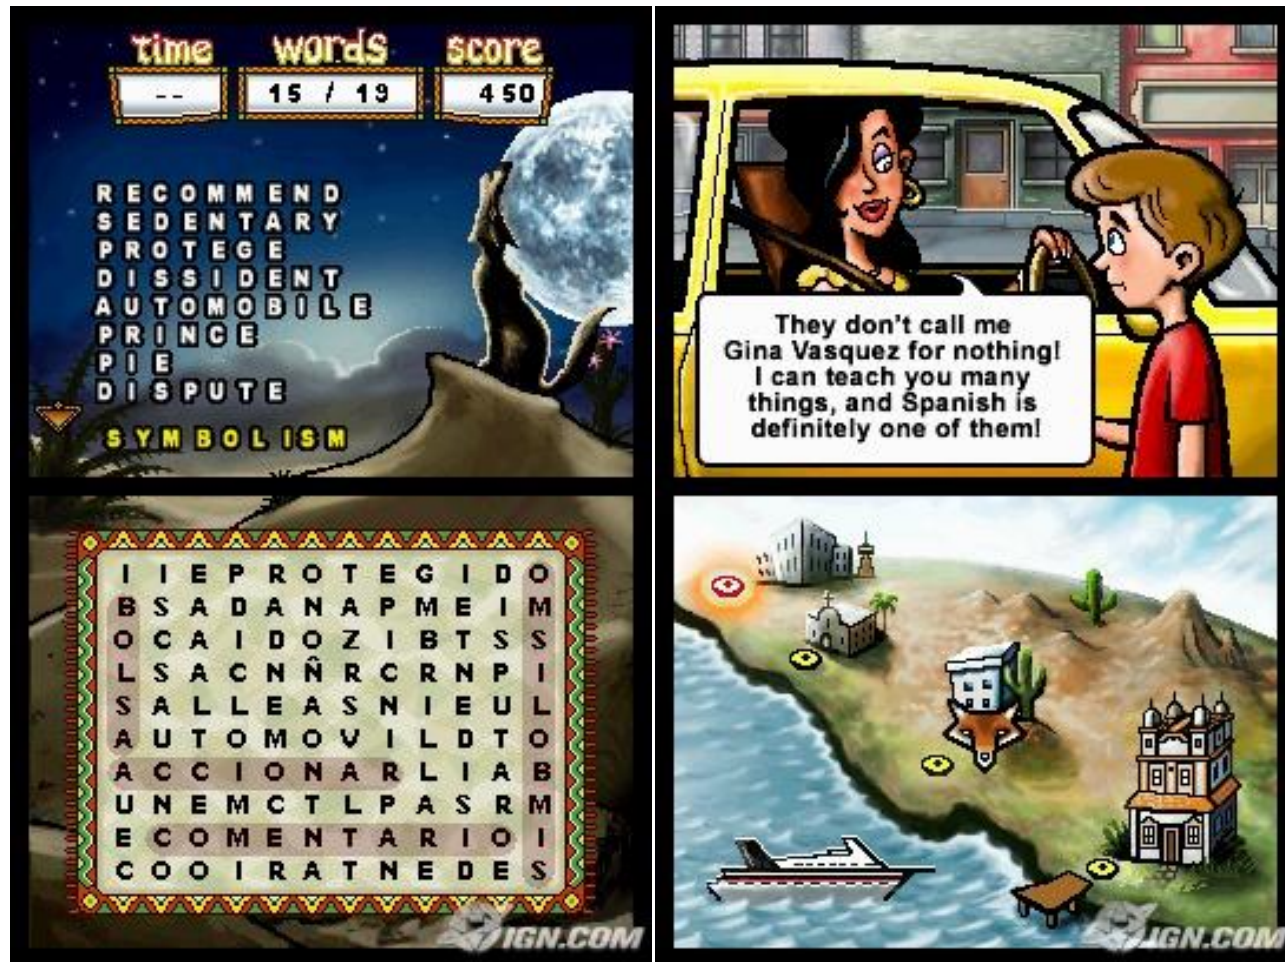 time words score
-- 15 / 19 450
RECOMMEND
SEDENTARY
PROTEGE
DISSIDENT
AUTOMOBILE
PRINCE
PIE
DISPUTE
SYMBOLISM
I I E P R O T E G I D O
B S A D A N A P M E I M
O C A I D O Z I B T S S
L S A C N Ñ R C R N P I
S A L L E A S N I E U L
A U T O M O V I L D T O
A C C I O N A R L I A B
U N E M C T L P A S R M
E C O M E N T A R I O I
C O O I R A T N E D E S
IGN.COM
They don't call me
Gina Vasquez for nothing!
I can teach you many
things, and Spanish is
definitely one of them!
IGN.COM